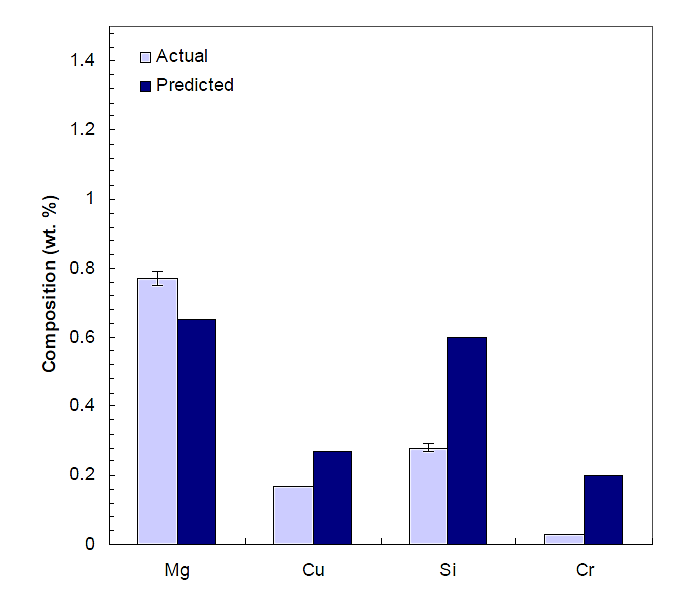 Actual
Predicted
1.4
1.2
1
0.8
0.6
0.4
0.2
0
Composition (wt. %)
Mg Cu Si Cr